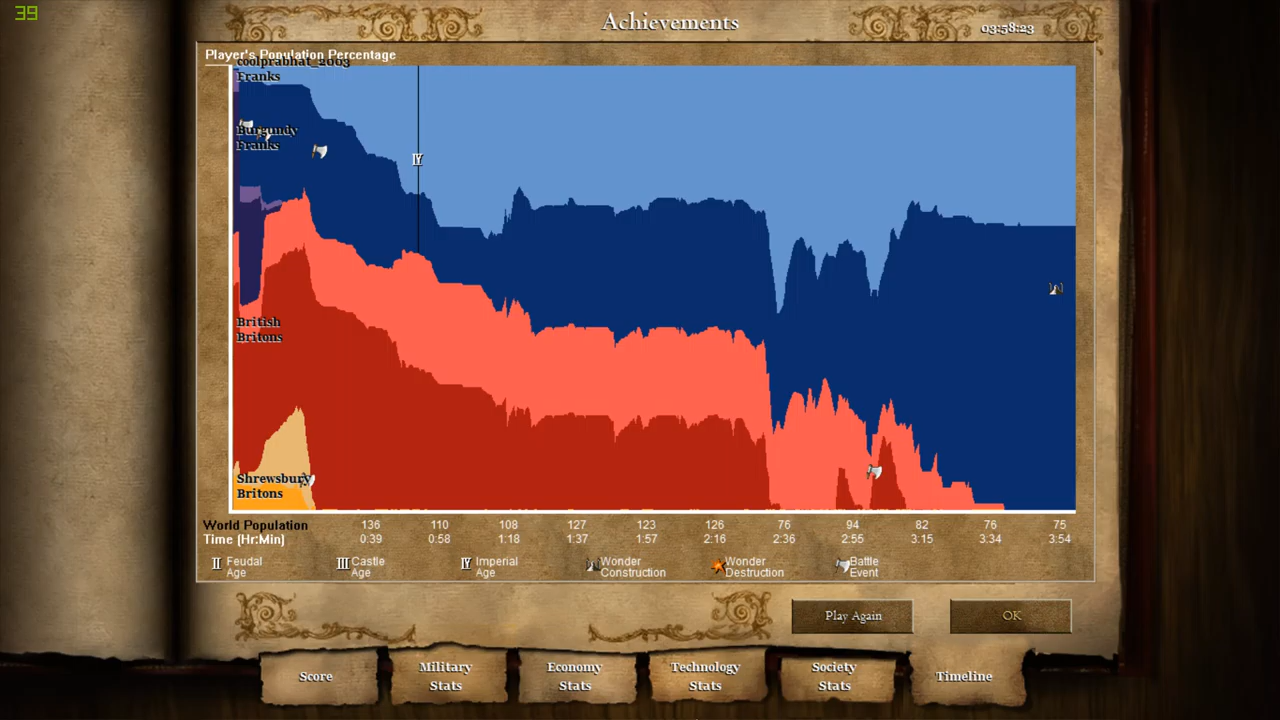 39
Achievements
03:58:23
Player's Population Percentage
coolprabhat_2003
Franks
Burgundy
Franks
IV
British
Britons
Shrewsbury
Britons
World Population 136 110 108 127 123 126 76 94 82 76 75
Time (Hr:Min) 0:39 0:58 1:18 1:37 1:57 2:16 2:36 2:55 3:15 3:34 3:54
II Feudal Age
III Castle Age
IV Imperial Age
Wonder Construction
Wonder Destruction
Battle Event
Play Again
OK
Score
Military Stats
Economy Stats
Technology Stats
Society Stats
Timeline